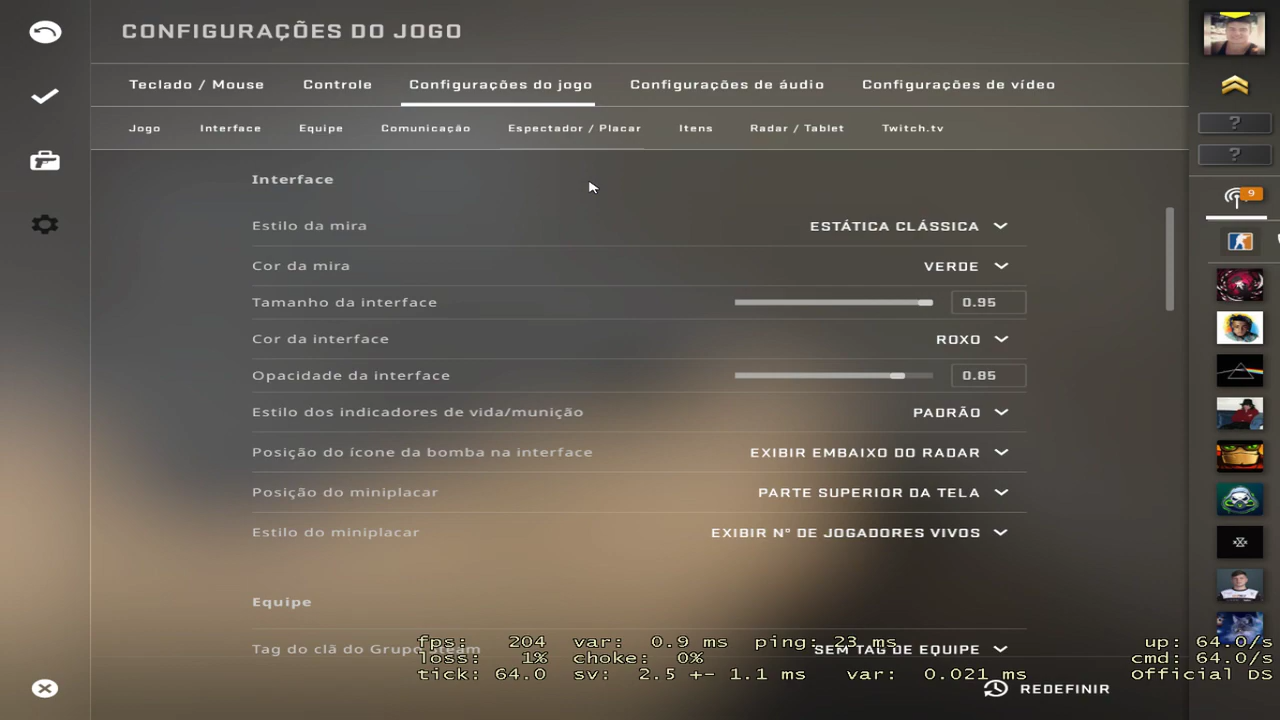 CONFIGURAÇÕES DO JOGO
Teclado / Mouse Controle Configurações do jogo Configurações de áudio Configurações de vídeo
Jogo Interface Equipe Comunicação Espectador / Placar Itens Radar / Tablet Twitch.tv
?
?
9
Interface
Estilo da mira ESTÁTICA CLÁSSICA
Cor da mira VERDE
Tamanho da interface 0.95
Cor da interface ROXO
Opacidade da interface 0.85
Estilo dos indicadores de vida/munição PADRÃO
Posição do ícone da bomba na interface EXIBIR EMBAIXO DO RADAR
Posição do miniplacar PARTE SUPERIOR DA TELA
Estilo do miniplacar EXIBIR Nº DE JOGADORES VIVOS
Equipe
fps: 204 var: 0.9 ms ping: 23 ms up: 64.0/s
Tag do clã do Grupo Steam SEM TAG DE EQUIPE
loss: 1% choke: 0% cmd: 64.0/s
tick: 64.0 sv: 2.5 +- 1.1 ms var: 0.021 ms Official DS
REDEFINIR